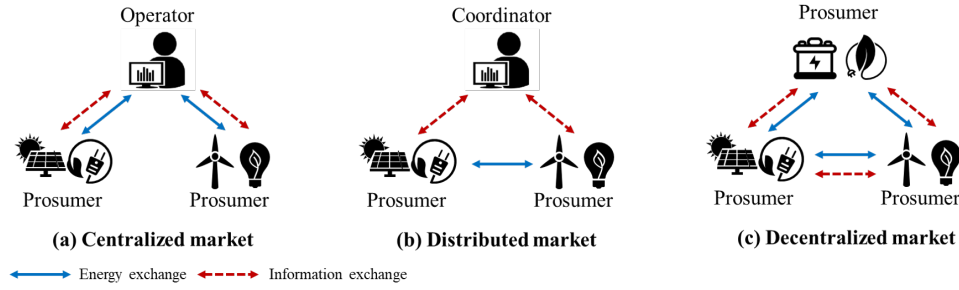 Operator
Prosumer
Prosumer
(a) Centralized market
Coordinator
Prosumer
Prosumer
(b) Distributed market
Prosumer
Prosumer
Prosumer
(c) Decentralized market
Energy exchange
Information exchange